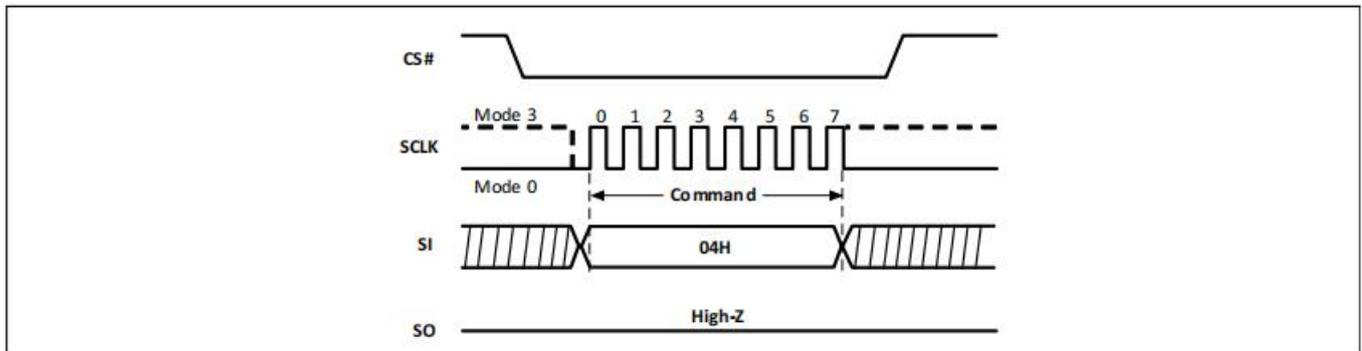 CS#
Mode 3
0 1 2 3 4 5 6 7
SCLK
Mode 0
Command
SI
04H
High-Z
SO